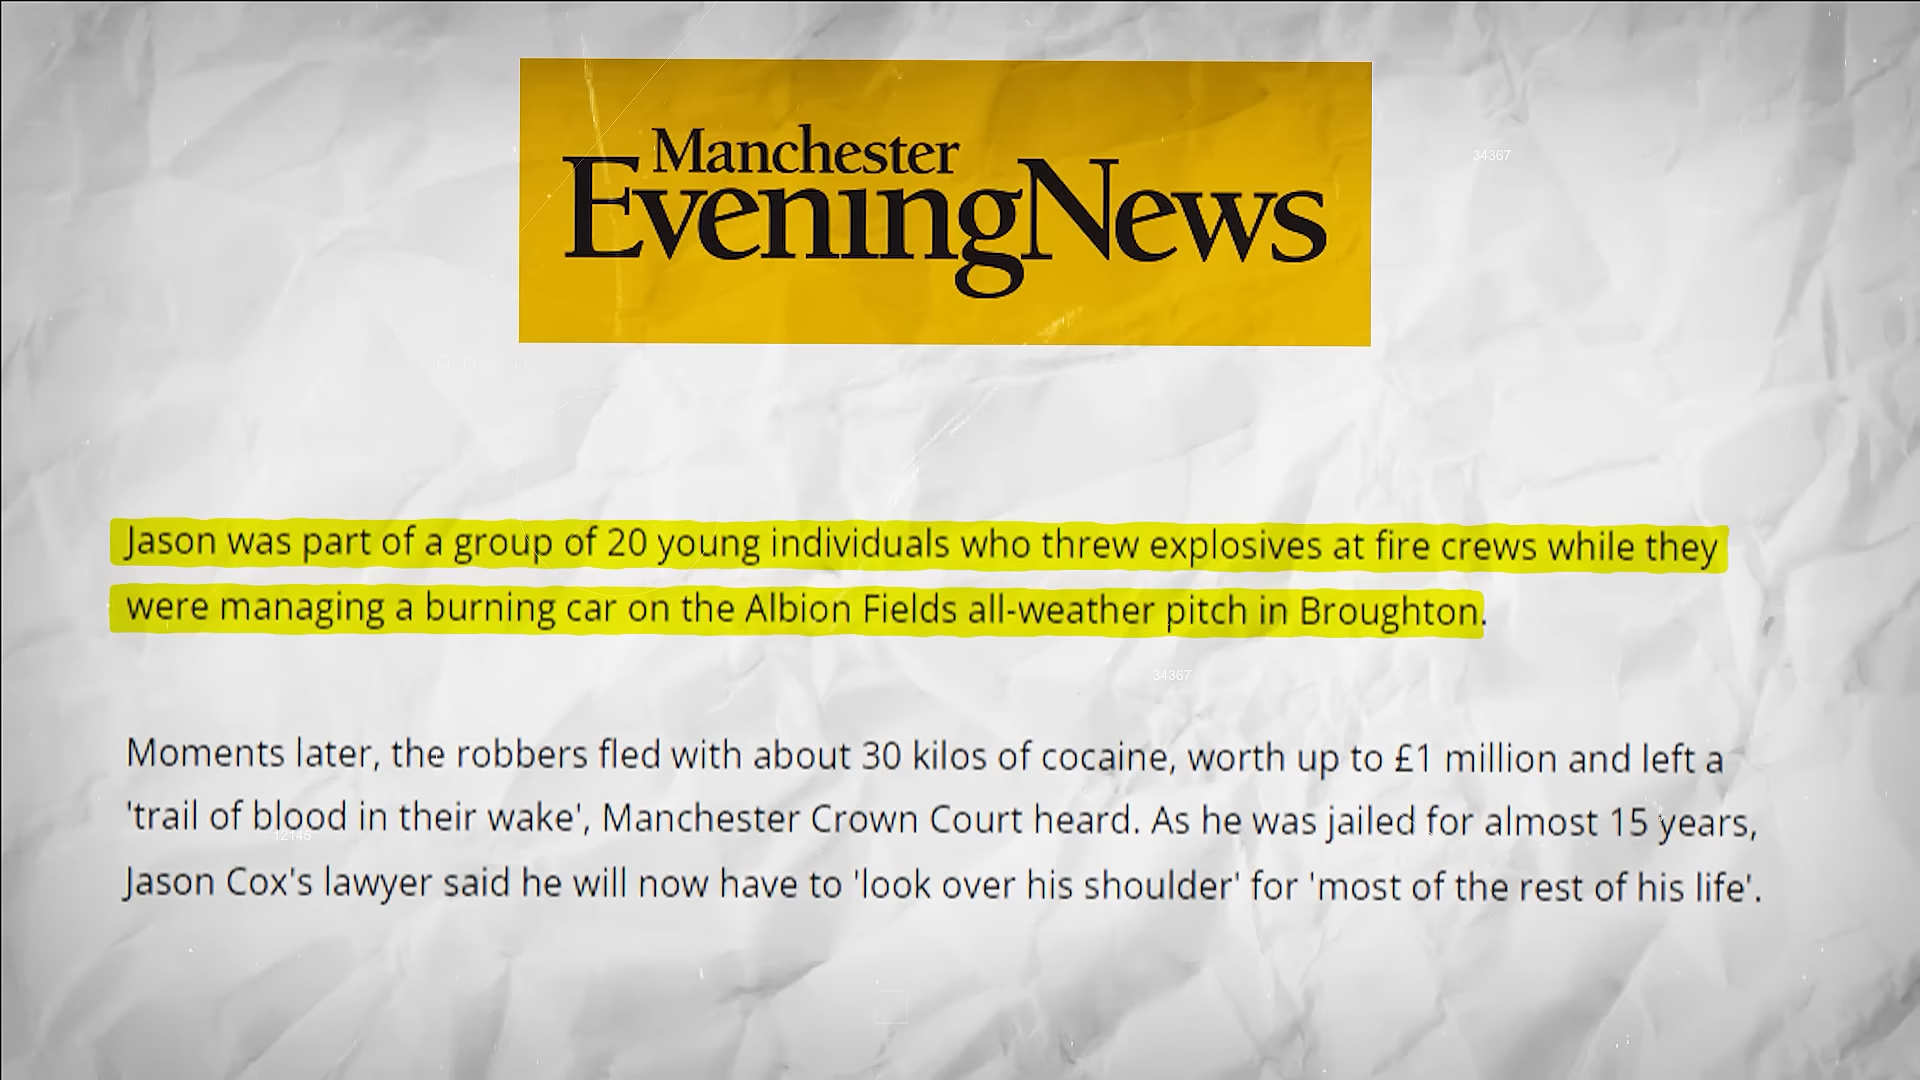 Manchester
EveningNews
34367
Jason was part of a group of 20 young individuals who threw explosives at fire crews while they
were managing a burning car on the Albion Fields all-weather pitch in Broughton.
34367
Moments later, the robbers fled with about 30 kilos of cocaine, worth up to £1 million and left a
'trail of blood in their wake', Manchester Crown Court heard. As he was jailed for almost 15 years,
12145
Jason Cox's lawyer said he will now have to 'look over his shoulder' for 'most of the rest of his life'.